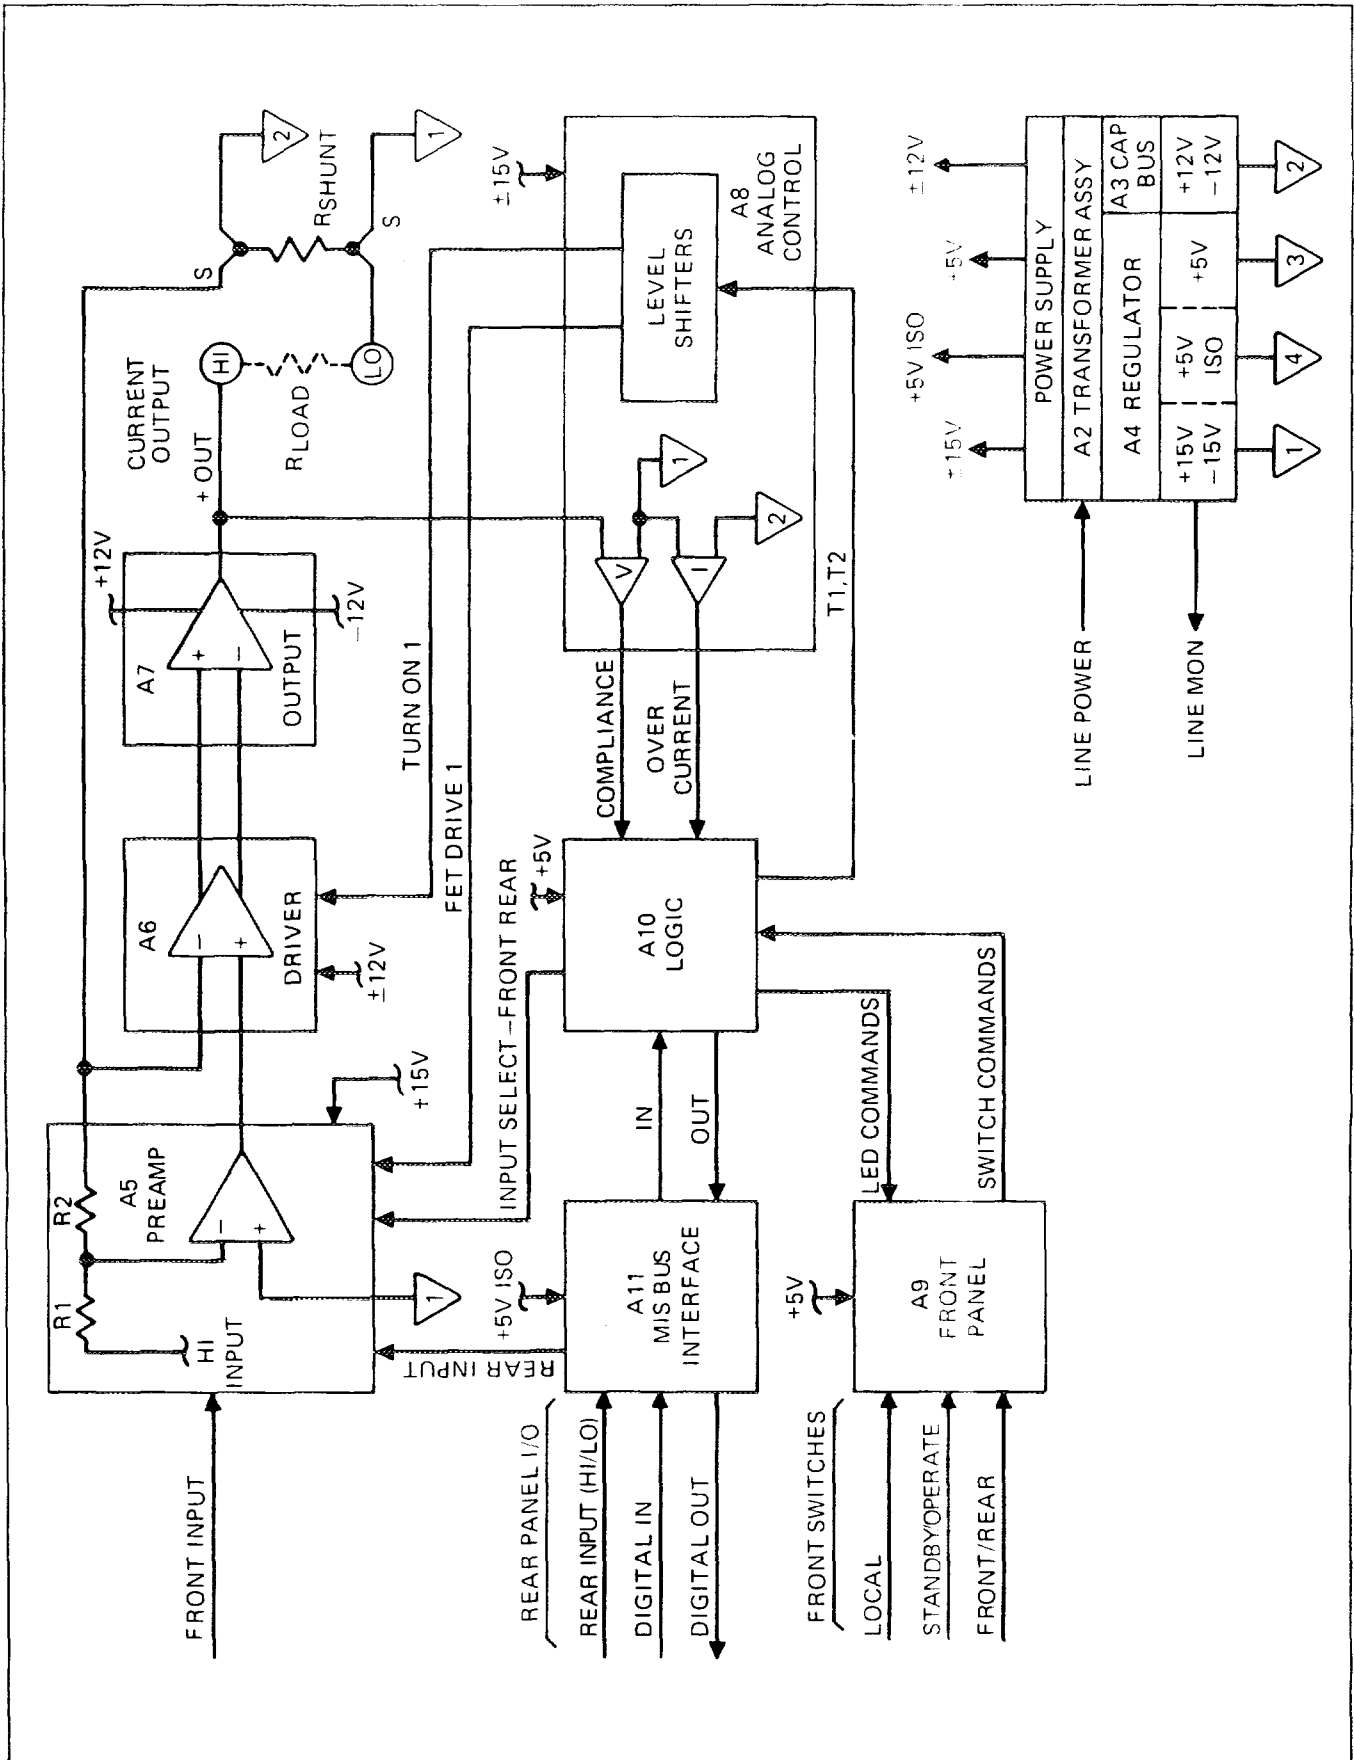 FRONT INPUT
R1
R2
HI
INPUT
A5
PREAMP
-
+
1
+15V
A6
-
+
DRIVER
±12V
A7
+
-
OUTPUT
+12V
-12V
+ OUT
CURRENT
OUTPUT
HI
LO
RLOAD
S
RSHUNT
S
2
1
TURN ON 1
FET DRIVE 1
INPUT SELECT-FRONT REAR
REAR INPUT
REAR PANEL I/O
REAR INPUT (HI/LO)
DIGITAL IN
DIGITAL OUT
+5V ISO
A11
MIS BUS
INTERFACE
IN
OUT
+5V
A10
LOGIC
COMPLIANCE
OVER
CURRENT
V
I
1
2
LEVEL
SHIFTERS
±15V
A8
ANALOG
CONTROL
T1,T2
LED COMMANDS
SWITCH COMMANDS
FRONT SWITCHES
LOCAL
STANDBY/OPERATE
FRONT/REAR
+5V
A9
FRONT
PANEL
LINE POWER
LINE MON
±15V
+5V ISO
+5V
±12V
POWER SUPPLY
A2 TRANSFORMER ASSY
A4 REGULATOR
A3 CAP
BUS
+15V
-15V
+5V
ISO
+5V
+12V
-12V
1
4
3
2